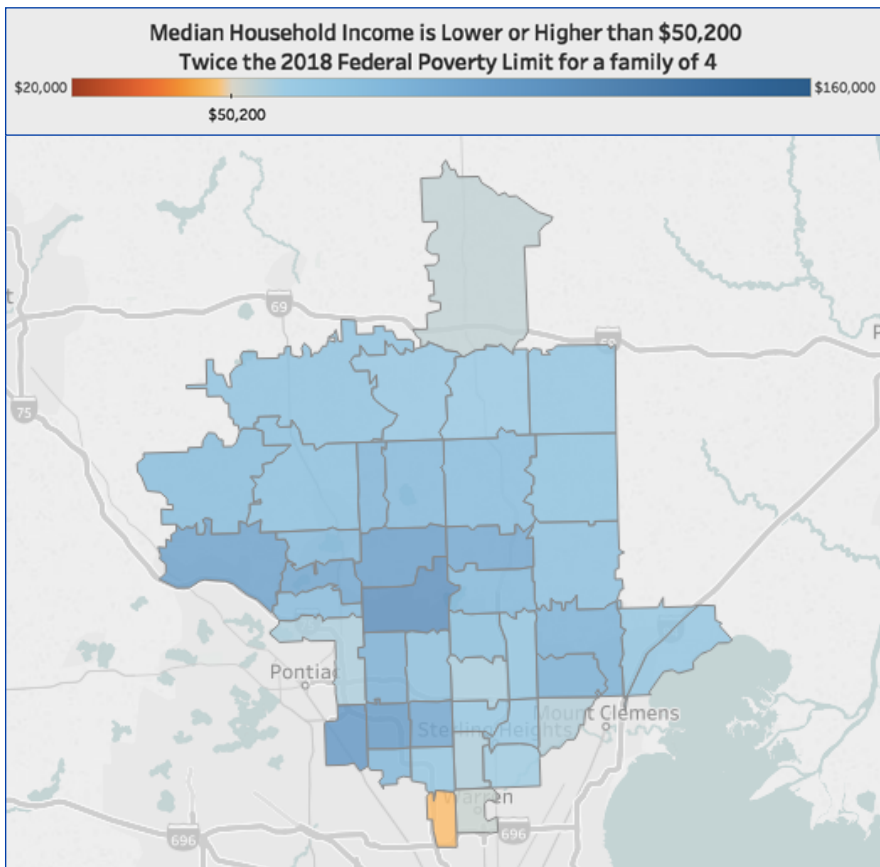 Median Household Income is Lower or Higher than $50,200
Twice the 2018 Federal Poverty Limit for a family of 4
$20,000
$160,000
$50,200
69
69
75
Pontiac
Mount Clemens
Sterling Heights
Warren
696
696